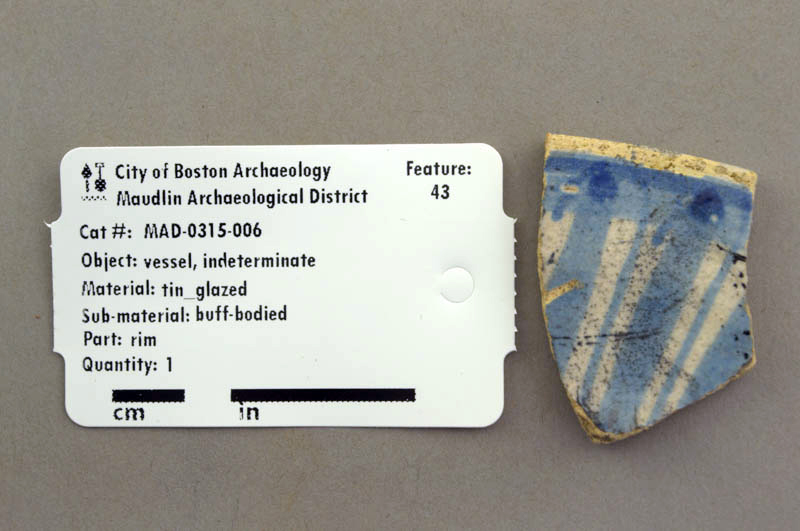 City of Boston Archaeology
Maudlin Archaeological District
Feature:
43
Cat #: MAD-0315-006
Object: vessel, indeterminate
Material: tin_glazed
Sub-material: buff-bodied
Part: rim
Quantity: 1
cm in